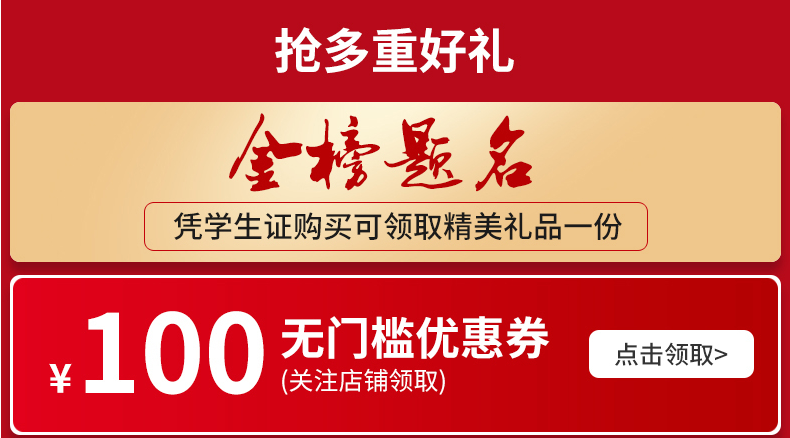 抢多重好礼
金榜题名
凭学生证购买可领取精美礼品一份
¥100
无门槛优惠券
(关注店铺领取)
点击领取>